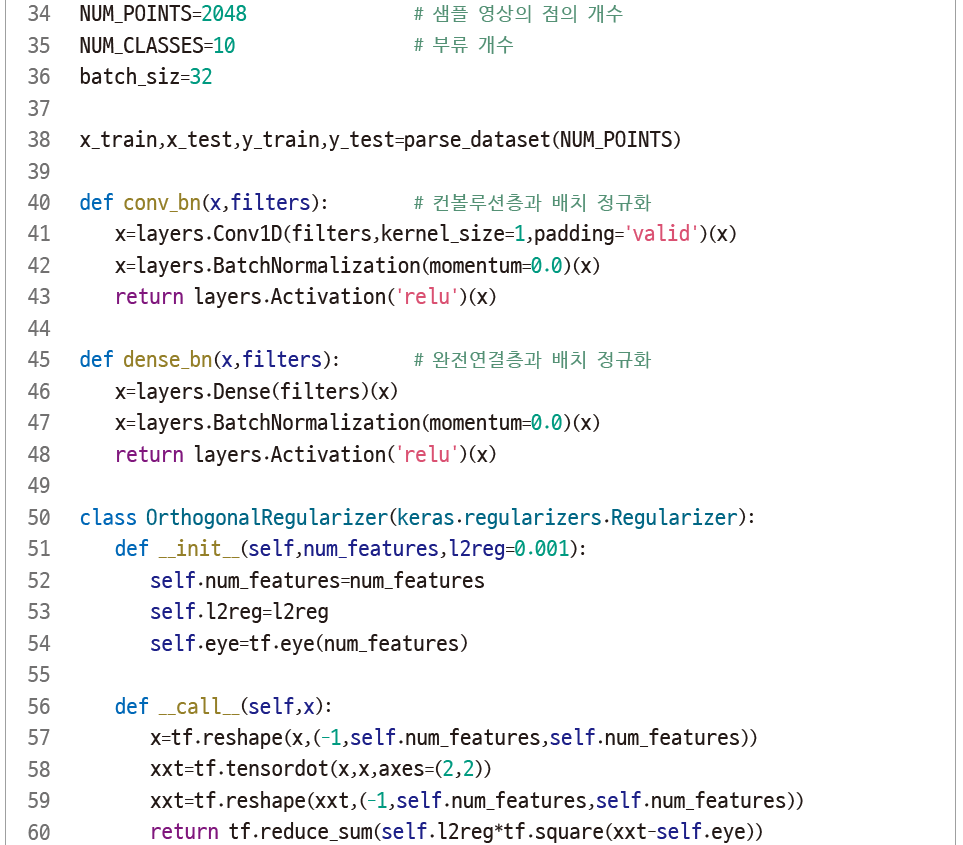 34 NUM_POINTS=2048 # 샘플 영상의 점의 개수
35 NUM_CLASSES=10 # 부류 개수
36 batch_siz=32
37
38 x_train,x_test,y_train,y_test=parse_dataset(NUM_POINTS)
39
40 def conv_bn(x,filters): # 컨볼루션층과 배치 정규화
41 x=layers.Conv1D(filters,kernel_size=1,padding='valid')(x)
42 x=layers.BatchNormalization(momentum=0.0)(x)
43 return layers.Activation('relu')(x)
44
45 def dense_bn(x,filters): # 완전연결층과 배치 정규화
46 x=layers.Dense(filters)(x)
47 x=layers.BatchNormalization(momentum=0.0)(x)
48 return layers.Activation('relu')(x)
49
50 class OrthogonalRegularizer(keras.regularizers.Regularizer):
51 def __init__(self,num_features,l2reg=0.001):
52 self.num_features=num_features
53 self.l2reg=l2reg
54 self.eye=tf.eye(num_features)
55
56 def __call__(self,x):
57 x=tf.reshape(x,(-1,self.num_features,self.num_features))
58 xxt=tf.tensordot(x,x,axes=(2,2))
59 xxt=tf.reshape(xxt,(-1,self.num_features,self.num_features))
60 return tf.reduce_sum(self.l2reg*tf.square(xxt-self.eye))